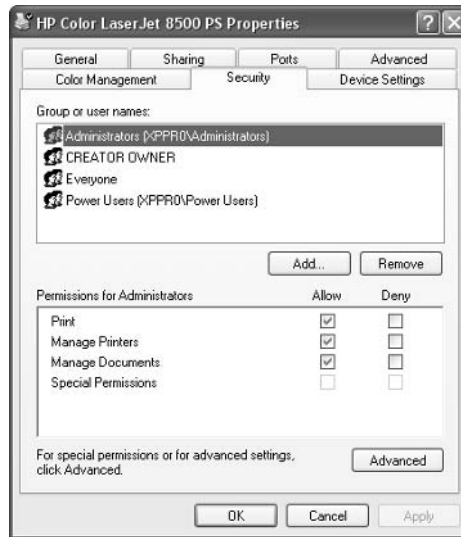 HP Color LaserJet 8500 PS Properties
General Sharing Ports Advanced
Color Management Security Device Settings
Group or user names:
Administrators (XPPRO\Administrators)
CREATOR OWNER
Everyone
Power Users (XPPRO\Power Users)
Add... Remove
Permissions for Administrators Allow Deny
Print
Manage Printers
Manage Documents
Special Permissions
For special permissions or for advanced settings,
click Advanced.
Advanced
OK Cancel Apply